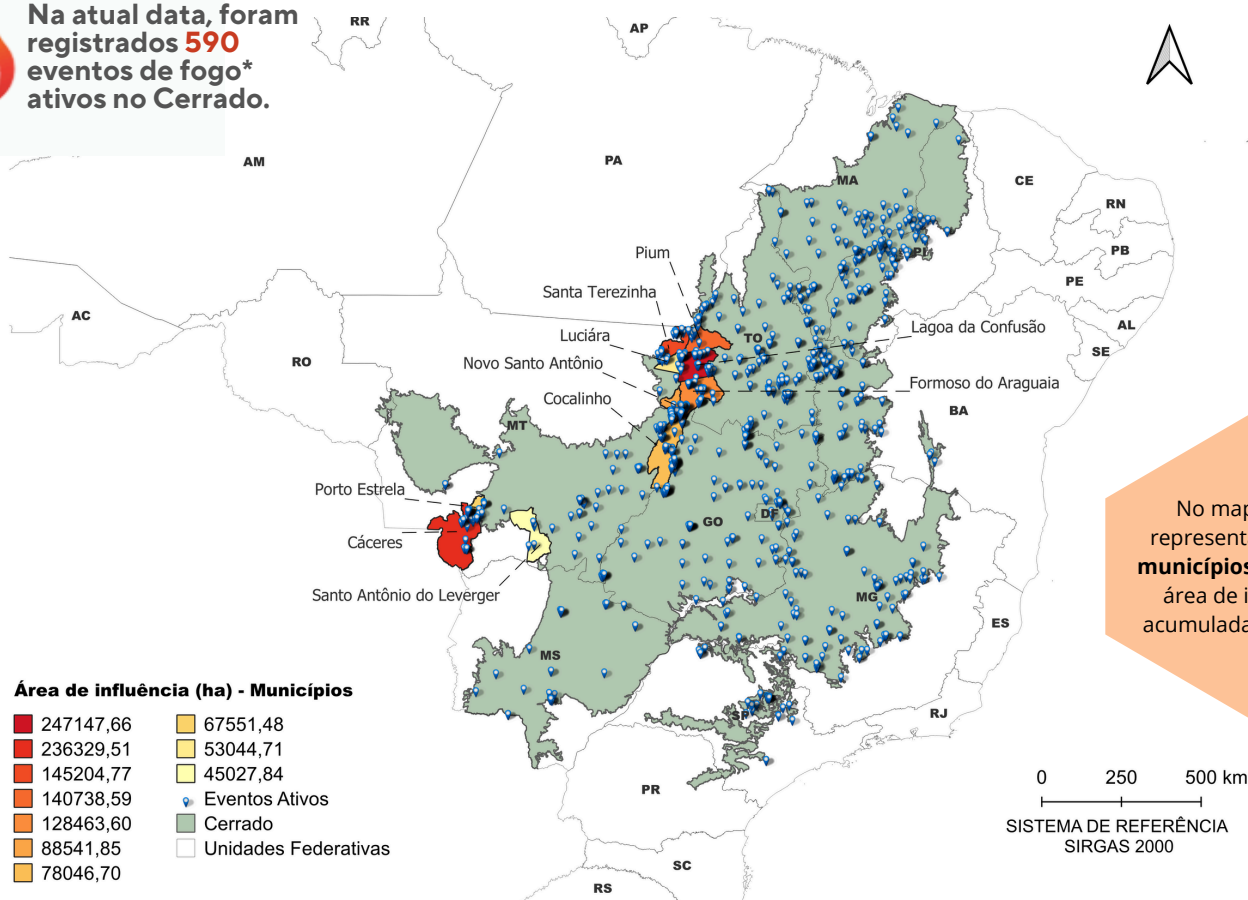 Na atual data, foram
registrados 590
eventos de fogo*
ativos no Cerrado.
RR
AP
AM
PA
MA
CE
RN
PB
PI
PE
AL
SE
AC
RO
TO
BA
MT
GO
DF
MG
ES
MS
SP
RJ
PR
SC
RS
Pium
Santa Terezinha
Luciára
Novo Santo Antônio
Cocalinho
Lagoa da Confusão
Formoso do Araguaia
Porto Estrela
Cáceres
Santo Antônio do Leverger
No map
represent
municípios
área de i
acumulada
Área de influência (ha) - Municípios
247147,66
236329,51
145204,77
140738,59
128463,60
88541,85
78046,70
67551,48
53044,71
45027,84
Eventos Ativos
Cerrado
Unidades Federativas
0 250 500 km
SISTEMA DE REFERÊNCIA
SIRGAS 2000